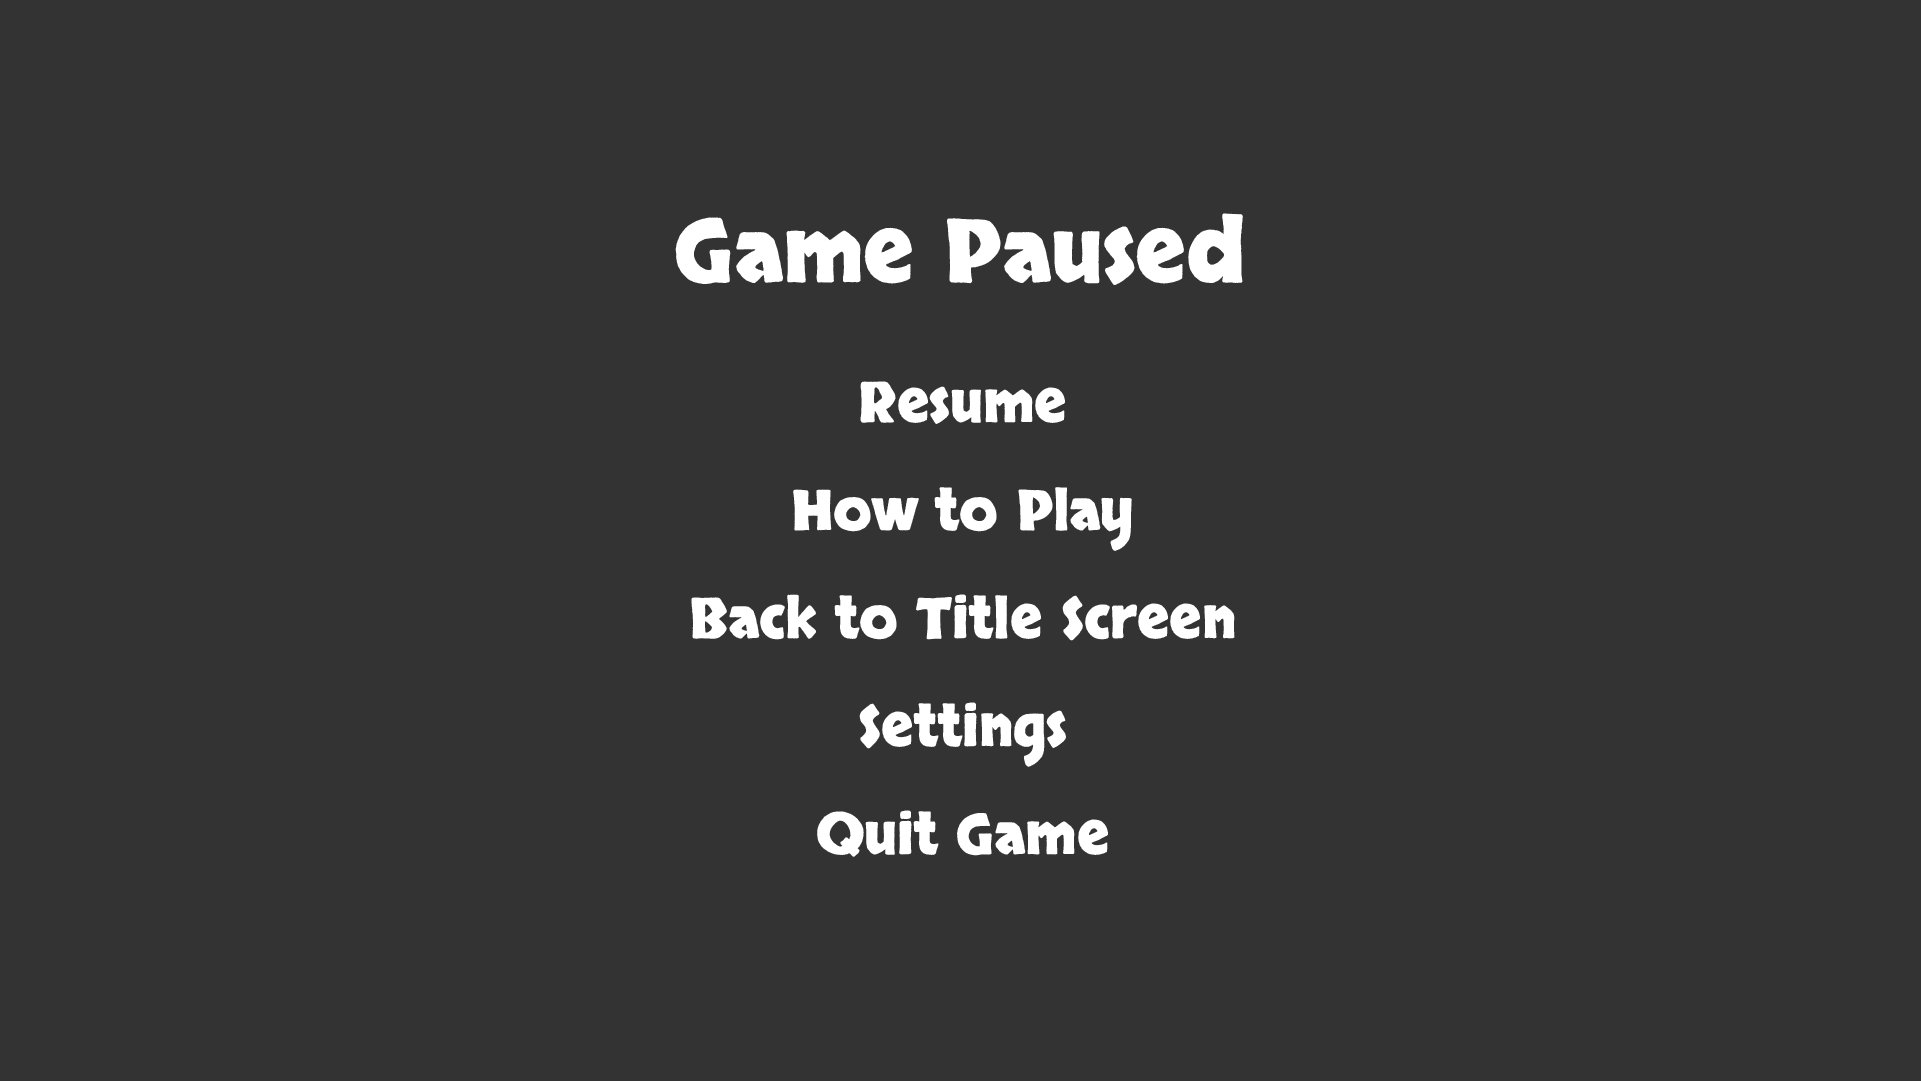 Game Paused
Resume
How to Play
Back to Title Screen
Settings
Quit Game